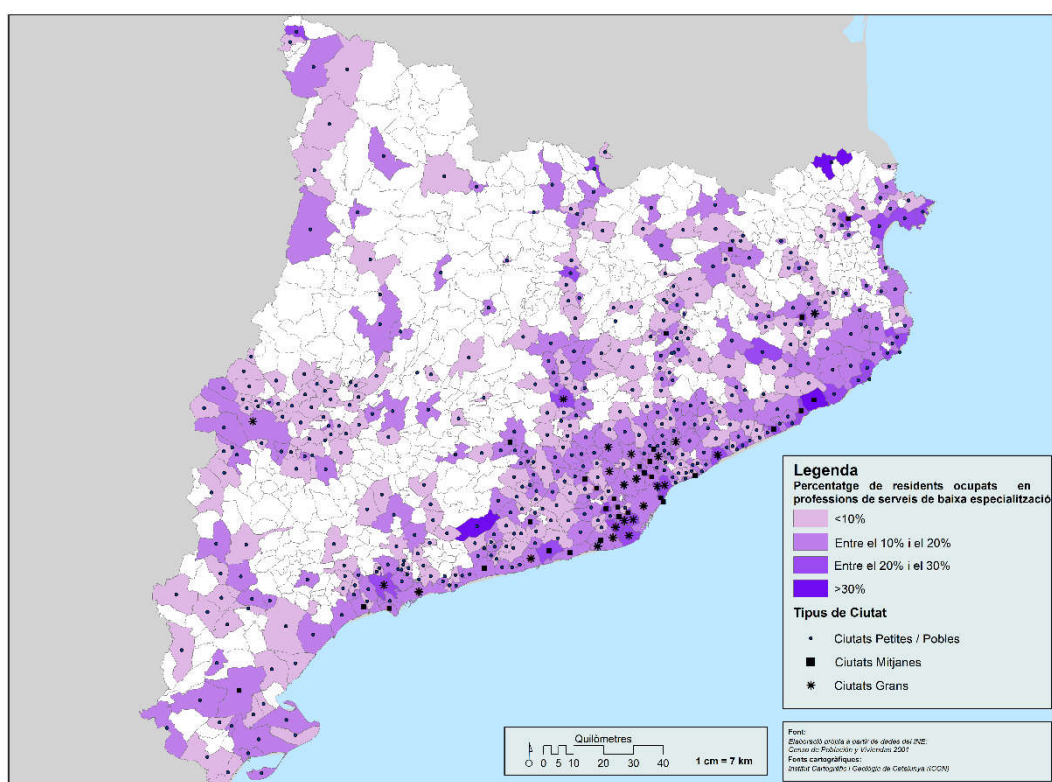 Legenda
Percentatge de residents ocupats en
professions de serveis de baixa especialització
<10%
Entre el 10% i el 20%
Entre el 20% i el 30%
>30%
Tipus de Ciutat
Ciutats Petites / Pobles
Ciutats Mitjanes
Ciutats Grans
Quilòmetres
0 5 10 20 30 40
1 cm = 7 km
Font:
Elaboració pròpia a partir de dades del INE:
Censo de Población y Viviendas 2001
Fonts cartogràfiques:
Institut Cartogràfic i Geològic de Catalunya (ICGN)